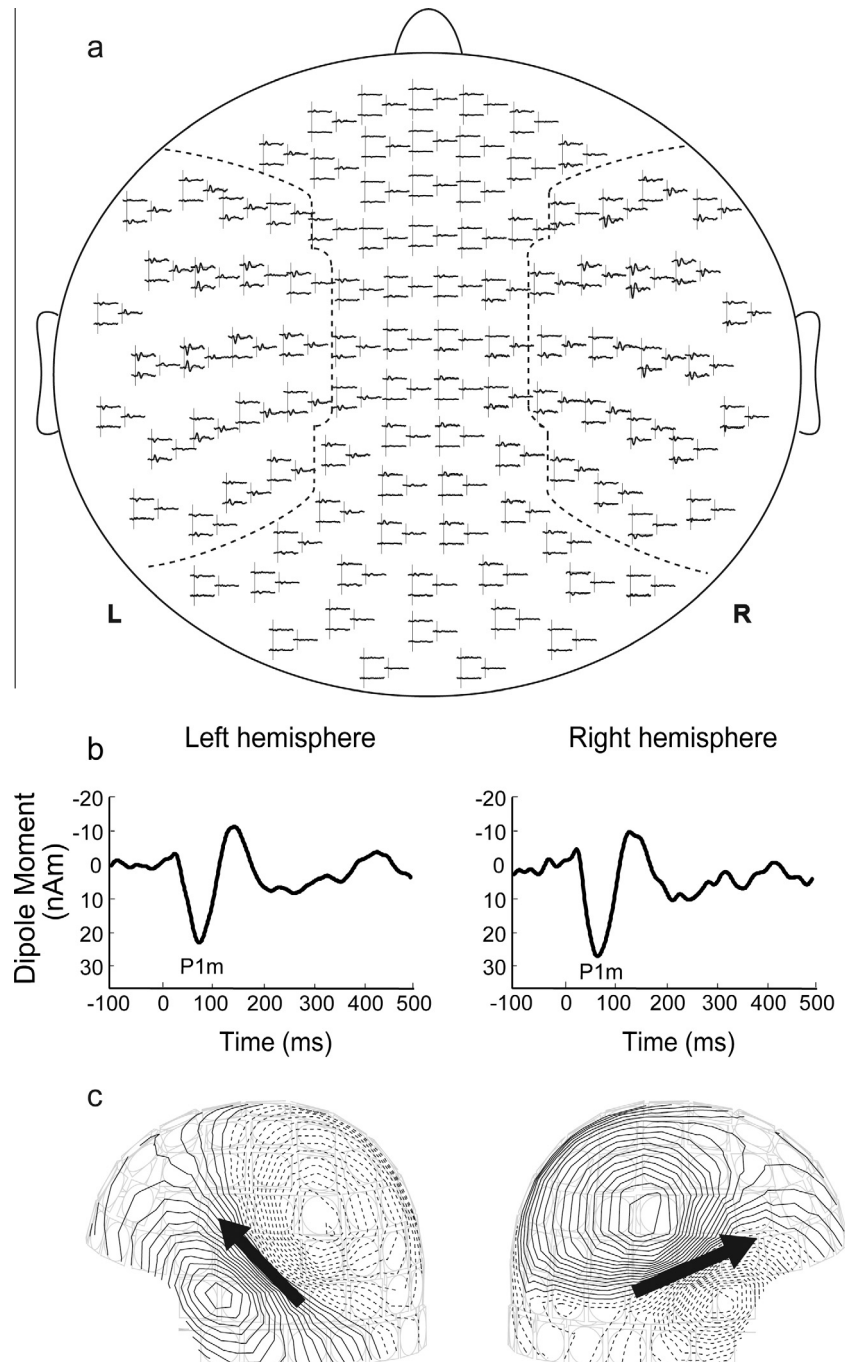 a
L R
b
Left hemisphere Right hemisphere
Dipole Moment
(nAm)
-20 -20
-10 -10
0 0
10 10
20 20
30 30
P1m P1m
-100 0 100 200 300 400 500 -100 0 100 200 300 400 500
Time (ms) Time (ms)
c